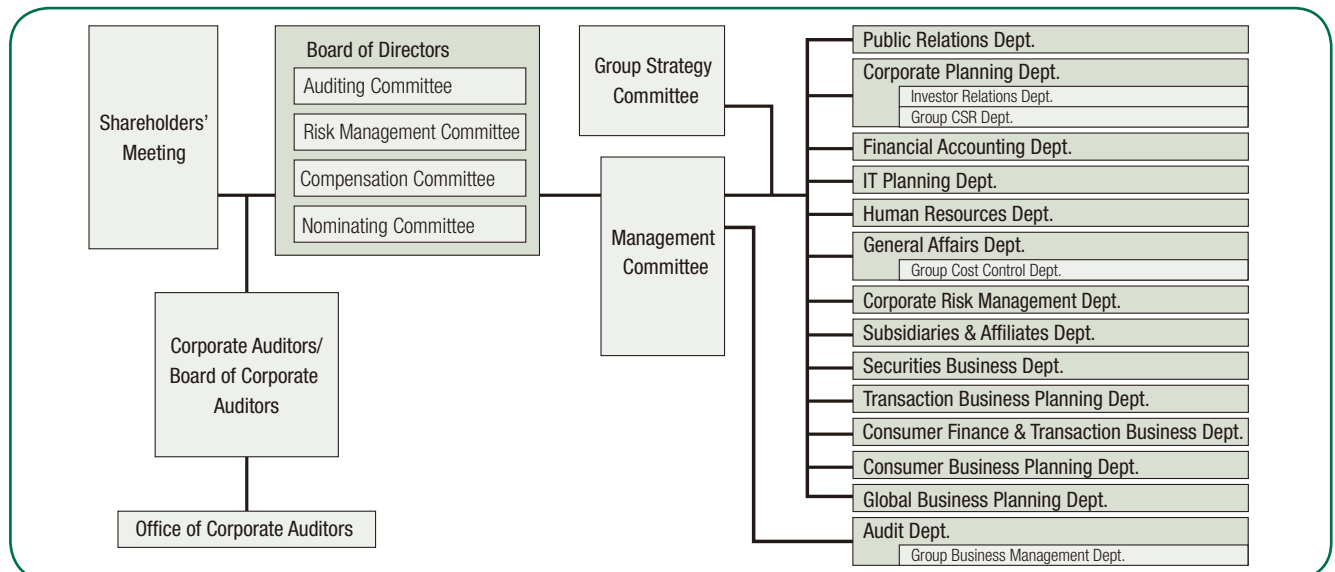 Shareholders'
Meeting
Board of Directors
Auditing Committee
Risk Management Committee
Compensation Committee
Nominating Committee
Corporate Auditors/
Board of Corporate
Auditors
Office of Corporate Auditors
Group Strategy
Committee
Management
Committee
Public Relations Dept.
Corporate Planning Dept.
Investor Relations Dept.
Group CSR Dept.
Financial Accounting Dept.
IT Planning Dept.
Human Resources Dept.
General Affairs Dept.
Group Cost Control Dept.
Corporate Risk Management Dept.
Subsidiaries & Affiliates Dept.
Securities Business Dept.
Transaction Business Planning Dept.
Consumer Finance & Transaction Business Dept.
Consumer Business Planning Dept.
Global Business Planning Dept.
Audit Dept.
Group Business Management Dept.